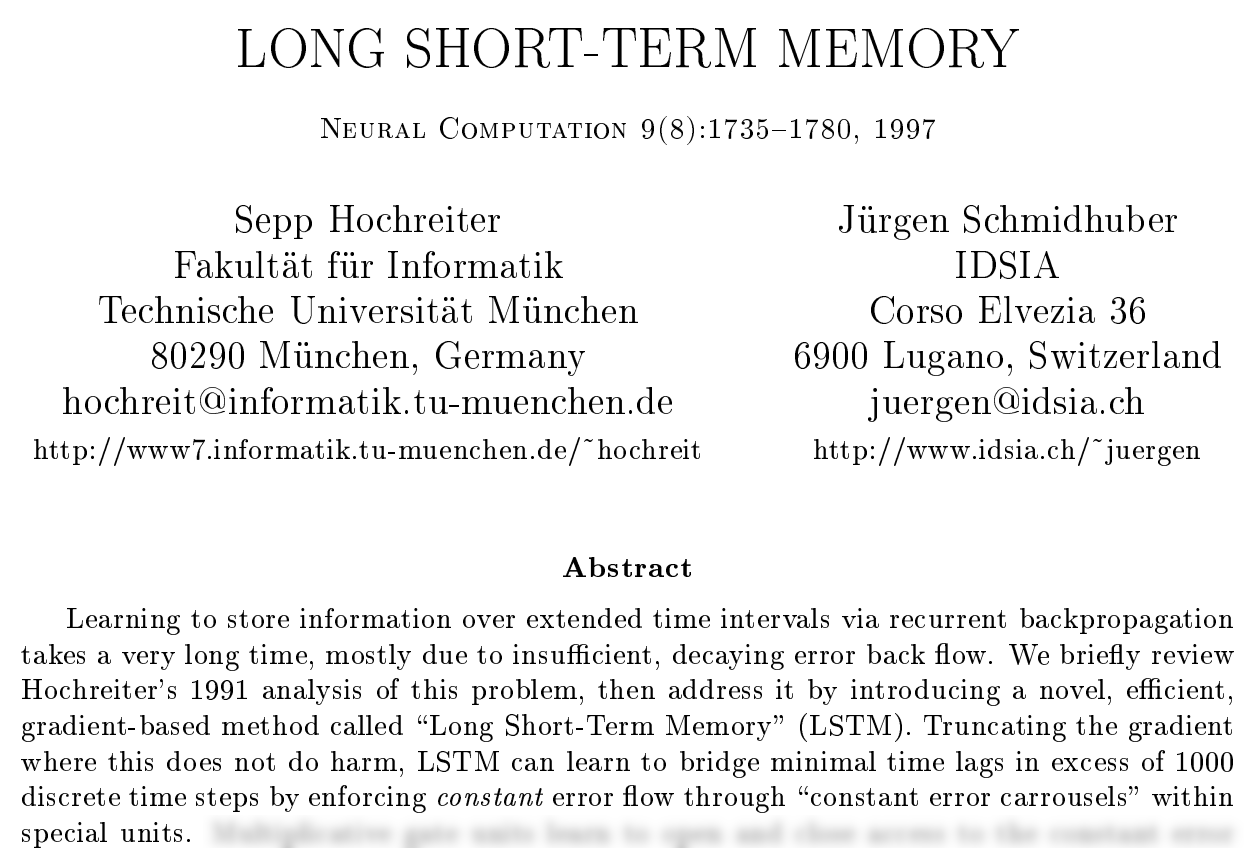 LONG SHORT-TERM MEMORY
NEURAL COMPUTATION 9(8):1735–1780, 1997
Sepp Hochreiter
Fakultät für Informatik
Technische Universität München
80290 München, Germany
hochreit@informatik.tu-muenchen.de
http://www7.informatik.tu-muenchen.de/~hochreit
Jürgen Schmidhuber
IDSIA
Corso Elvezia 36
6900 Lugano, Switzerland
juergen@idsia.ch
http://www.idsia.ch/~juergen
Abstract
Learning to store information over extended time intervals via recurrent backpropagation
takes a very long time, mostly due to insufficient, decaying error back flow. We briefly review
Hochreiter's 1991 analysis of this problem, then address it by introducing a novel, efficient,
gradient-based method called “Long Short-Term Memory” (LSTM). Truncating the gradient
where this does not do harm, LSTM can learn to bridge minimal time lags in excess of 1000
discrete time steps by enforcing constant error flow through “constant error carrousels” within
special units.